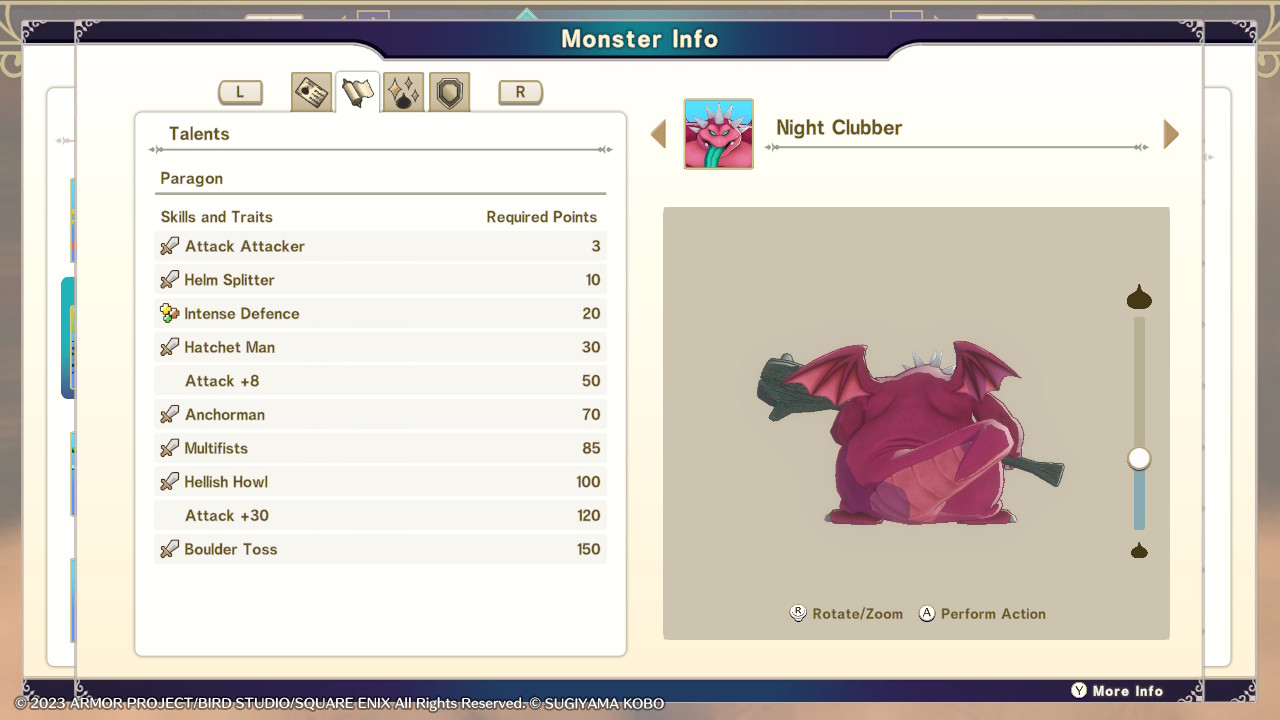 Monster Info
L
R
Talents
Night Clubber
Paragon
Skills and Traits Required Points
Attack Attacker 3
Helm Splitter 10
Intense Defence 20
Hatchet Man 30
Attack +8 50
Anchorman 70
Multifists 85
Hellish Howl 100
Attack +30 120
Boulder Toss 150
R Rotate/Zoom A Perform Action
Y More Info
© 2023 ARMOR PROJECT/BIRD STUDIO/SQUARE ENIX All Rights Reserved. © SUGIYAMA KOBO